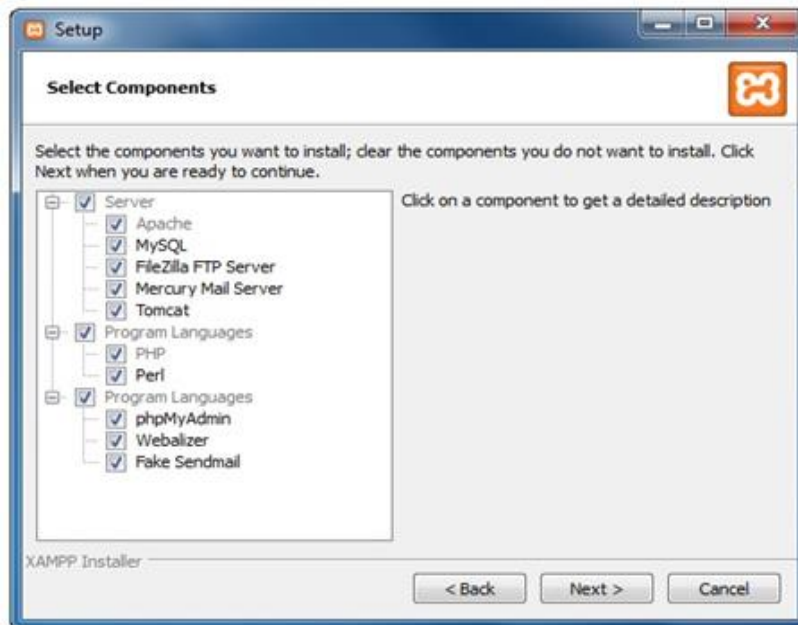 Setup
Select Components
Select the components you want to install; clear the components you do not want to install. Click
Next when you are ready to continue.
Server
Apache
MySQL
FileZilla FTP Server
Mercury Mail Server
Tomcat
Program Languages
PHP
Perl
Program Languages
phpMyAdmin
Webalizer
Fake Sendmail
Click on a component to get a detailed description
XAMPP Installer
< Back
Next >
Cancel